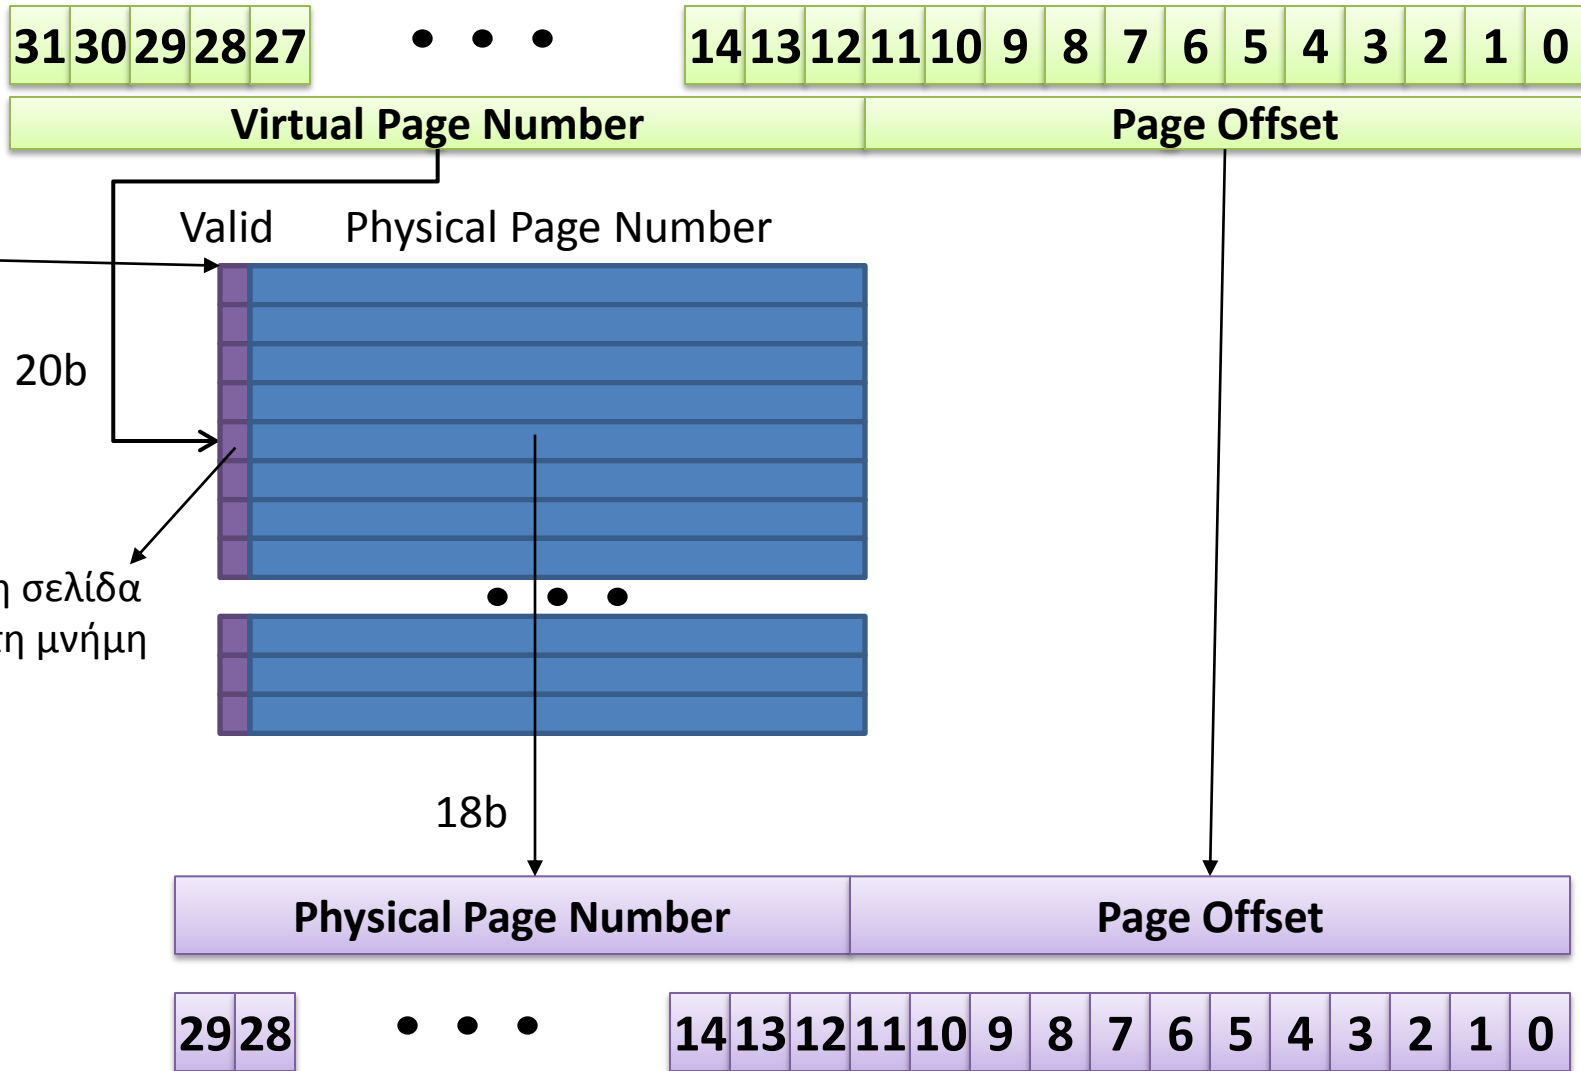 31 30 29 28 27 • • • 14 13 12 11 10 9 8 7 6 5 4 3 2 1 0
Virtual Page Number Page Offset
Valid Physical Page Number
20b
η σελίδα
τη μνήμη
• • •
18b
Physical Page Number Page Offset
29 28 • • • 14 13 12 11 10 9 8 7 6 5 4 3 2 1 0